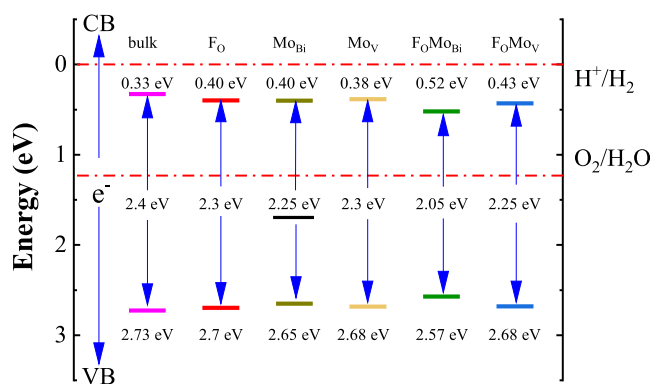 CB
bulk F_O Mo_Bi Mo_V F_OMo_Bi F_OMo_V
0
H⁺/H₂
0.33 eV 0.40 eV 0.40 eV 0.38 eV 0.52 eV 0.43 eV
1
O₂/H₂O
Energy (eV)
e⁻
2.4 eV 2.3 eV 2.25 eV 2.3 eV 2.05 eV 2.25 eV
2
3
2.73 eV 2.7 eV 2.65 eV 2.68 eV 2.57 eV 2.68 eV
VB